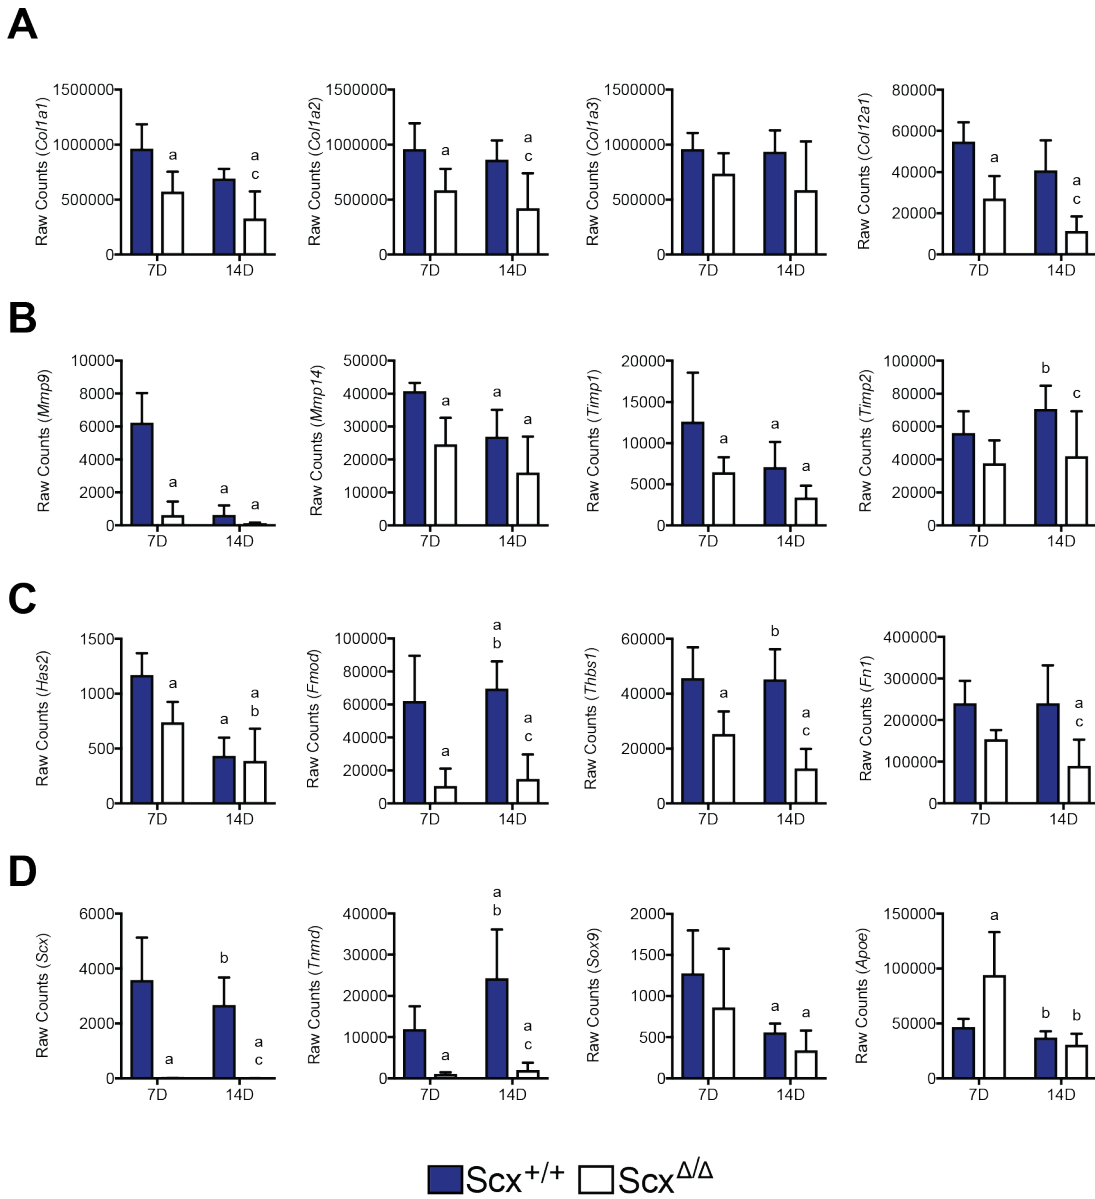 A
Raw Counts (Col1a1)
1500000
1000000
500000
0
a
a
c
7D 14D
Raw Counts (Col1a2)
1500000
1000000
500000
0
a
a
c
7D 14D
Raw Counts (Col1a3)
1500000
1000000
500000
0
7D 14D
Raw Counts (Col12a1)
80000
60000
40000
20000
0
a
a
c
7D 14D
B
Raw Counts (Mmp9)
10000
8000
6000
4000
2000
0
a
a
a
7D 14D
Raw Counts (Mmp14)
50000
40000
30000
20000
10000
0
a
a
a
7D 14D
Raw Counts (Timp1)
20000
15000
10000
5000
0
a
a
a
7D 14D
Raw Counts (Timp2)
100000
80000
60000
40000
20000
0
b
c
7D 14D
C
Raw Counts (Has2)
1500
1000
500
0
a
a
a
b
7D 14D
Raw Counts (Fmod)
100000
80000
60000
40000
20000
0
a
a
b
a
c
7D 14D
Raw Counts (Thbs1)
60000
40000
20000
0
a
b
a
c
7D 14D
Raw Counts (Fn1)
400000
300000
200000
100000
0
a
c
7D 14D
D
Raw Counts (Scx)
6000
4000
2000
0
a
b
a
c
7D 14D
Raw Counts (Tnmd)
40000
30000
20000
10000
0
a
a
b
a
c
7D 14D
Raw Counts (Sox9)
2000
1500
1000
500
0
a
a
7D 14D
Raw Counts (Apoe)
150000
100000
50000
0
a
b
b
7D 14D
Scx+/+ ScxΔ/Δ